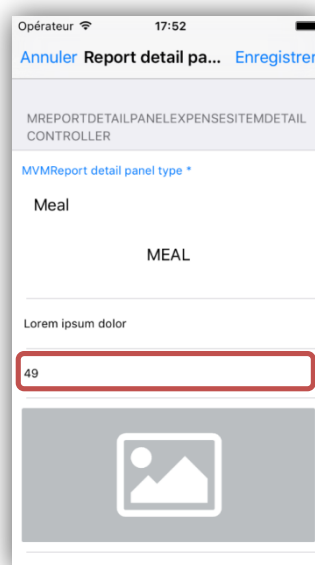 Opérateur 17:52
Annuler Report detail pa... Enregistrer
MREPORTDETAILPANELEXPENSESITEMDETAIL
CONTROLLER
MVMReport detail panel type *
Meal
MEAL
Lorem ipsum dolor
49